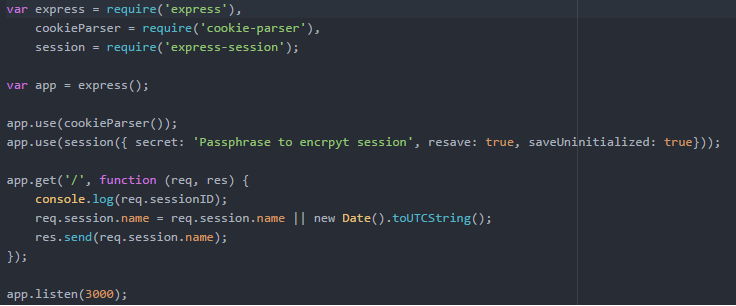 var express = require('express'),
    cookieParser = require('cookie-parser'),
    session = require('express-session');
var app = express();
app.use(cookieParser());
app.use(session({ secret: 'Passphrase to encrpyt session', resave: true, saveUninitialized: true}));
app.get('/', function (req, res) {
    console.log(req.sessionID);
    req.session.name = req.session.name || new Date().toUTCString();
    res.send(req.session.name);
});
app.listen(3000);